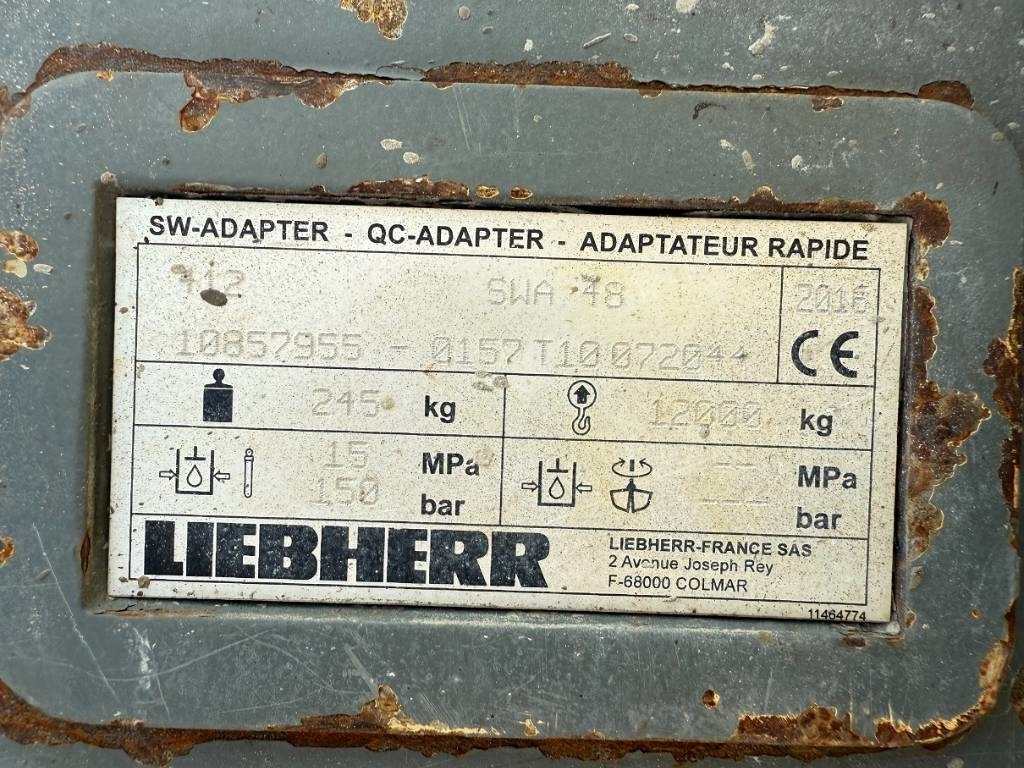 SW-ADAPTER - QC-ADAPTER - ADAPTATEUR RAPIDE
SWA 48
2016
10857955 - 0157 T10 072044
CE
245 kg
12000 kg
15 MPa
150 bar
-- MPa
--- bar
LIEBHERR
LIEBHERR-FRANCE SAS
2 Avenue Joseph Rey
F-68000 COLMAR
11464774